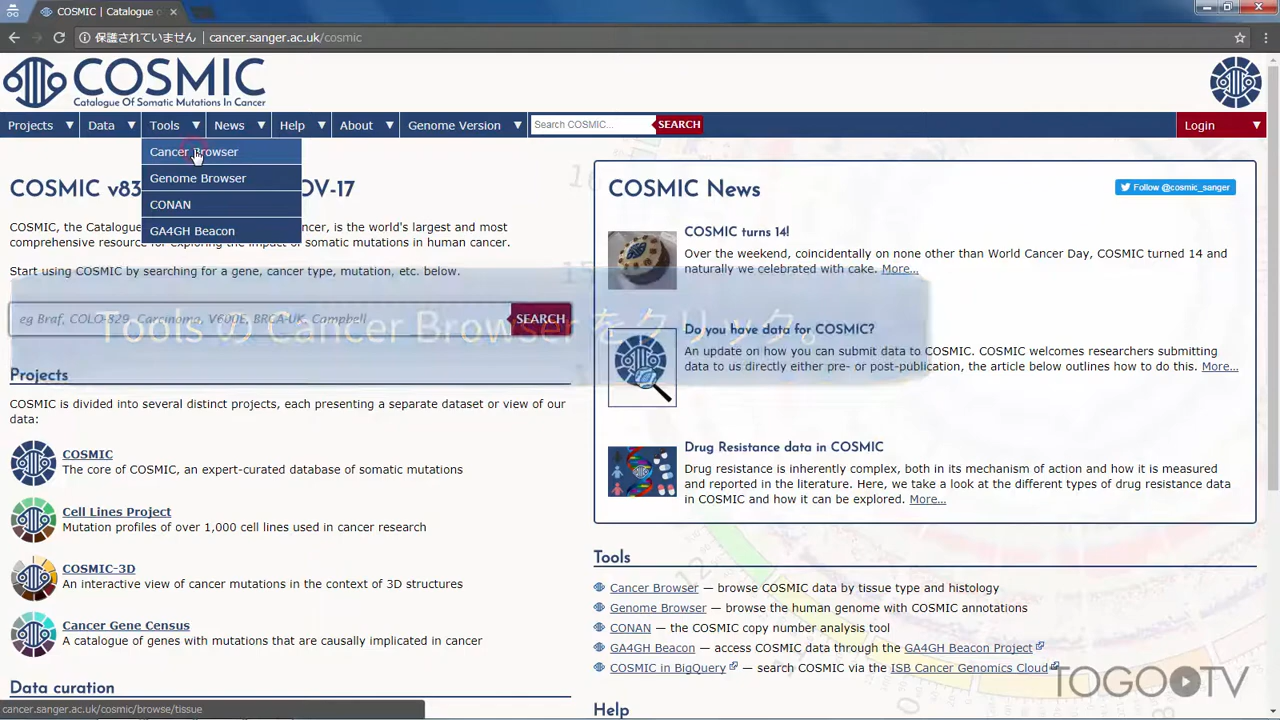 COSMIC | Catalogue o
保護されていません
cancer.sanger.ac.uk/cosmic
COSMIC
Catalogue Of Somatic Mutations In Cancer
Projects
Data
Tools
News
Help
About
Genome Version
Search COSMIC...
SEARCH
Login
Cancer Browser
Genome Browser
CONAN
GA4GH Beacon
COSMIC v83
OV-17
COSMIC, the Catalogue
ncer, is the world's largest and most
comprehensive resource for exploring the impact of somatic mutations in human cancer.
Start using COSMIC by searching for a gene, cancer type, mutation, etc. below.
eg Braf, COLO-829, Carcinoma, V600E, BRCA-UK, Campbell
SEARCH
Tools の Cancer Browser をクリック。
Projects
COSMIC is divided into several distinct projects, each presenting a separate dataset or view of our
data:
COSMIC
The core of COSMIC, an expert-curated database of somatic mutations
Cell Lines Project
Mutation profiles of over 1,000 cell lines used in cancer research
COSMIC-3D
An interactive view of cancer mutations in the context of 3D structures
Cancer Gene Census
A catalogue of genes with mutations that are causally implicated in cancer
Data curation
cancer.sanger.ac.uk/cosmic/browse/tissue
COSMIC News
Follow @cosmic_sanger
COSMIC turns 14!
Over the weekend, coincidentally on none other than World Cancer Day, COSMIC turned 14 and
naturally we celebrated with cake. More...
Do you have data for COSMIC?
An update on how you can submit data to COSMIC. COSMIC welcomes researchers submitting
data to us directly either pre- or post-publication, the article below outlines how to do this. More...
Drug Resistance data in COSMIC
Drug resistance is inherently complex, both in its mechanism of action and how it is measured
and reported in the literature. Here, we take a look at the different types of drug resistance data
in COSMIC and how it can be explored. More...
Tools
Cancer Browser — browse COSMIC data by tissue type and histology
Genome Browser — browse the human genome with COSMIC annotations
CONAN — the COSMIC copy number analysis tool
GA4GH Beacon — access COSMIC data through the GA4GH Beacon Project
COSMIC in BigQuery — search COSMIC via the ISB Cancer Genomics Cloud
Help
TOGO TV